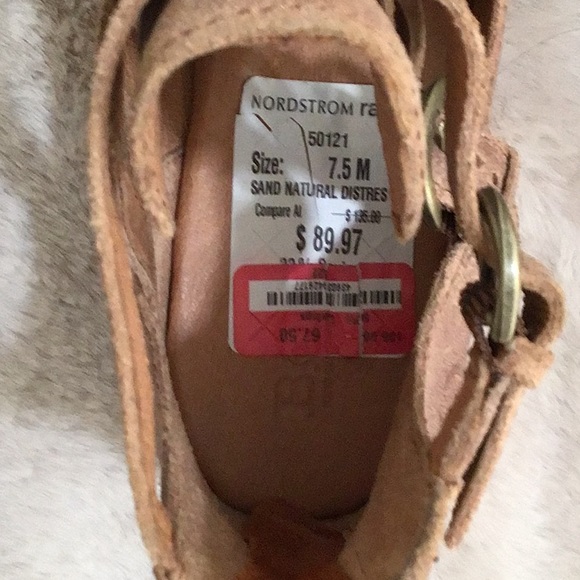 NORDSTROM ra
50121
Size: 7.5 M
SAND NATURAL DISTRES
Compare At $ 135.00
$ 89.97
67.50